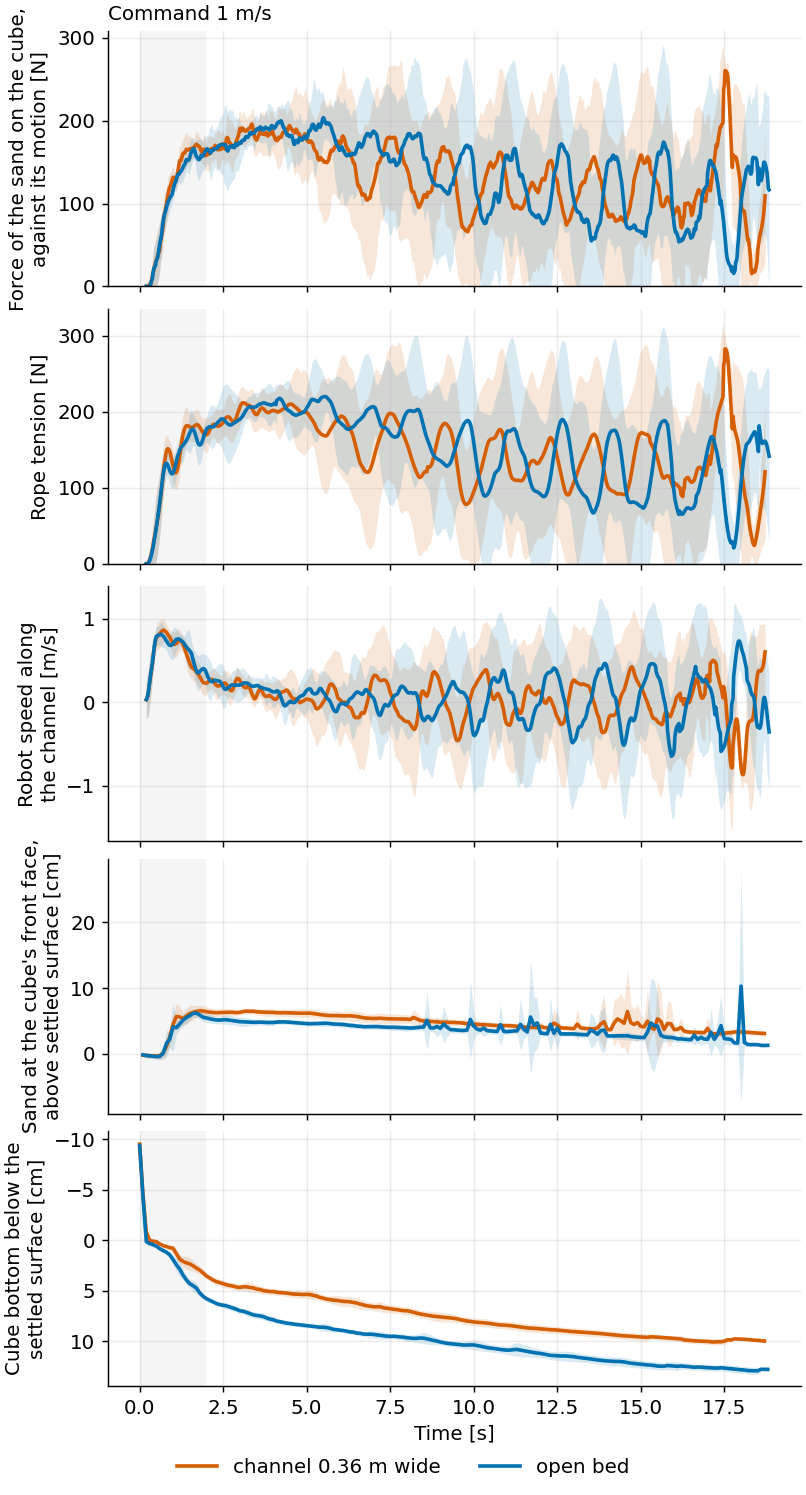 Command 1 m/s
Force of the sand on the cube,
against its motion [N]
300
200
100
0
Rope tension [N]
300
200
100
0
Robot speed along
the channel [m/s]
1
0
−1
Sand at the cube's front face,
above settled surface [cm]
20
10
0
Cube bottom below the
settled surface [cm]
−10
−5
0
5
10
0.0 2.5 5.0 7.5 10.0 12.5 15.0 17.5
Time [s]
channel 0.36 m wide open bed